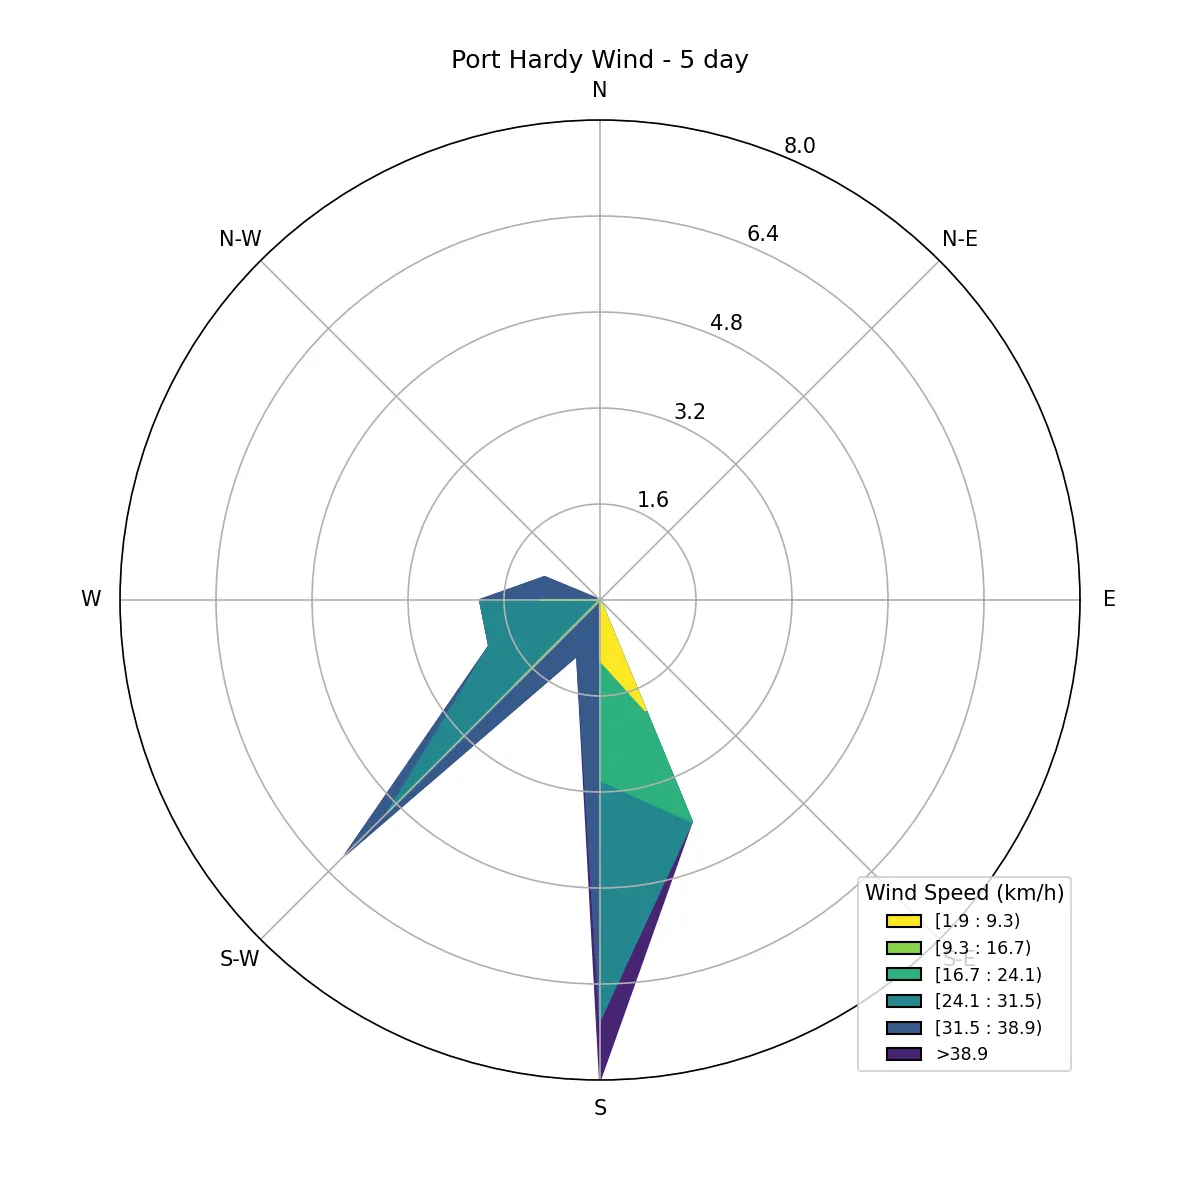 Port Hardy Wind - 5 day
N
8.0
N-W
6.4
N-E
4.8
3.2
1.6
W
E
S-W
S-E
Wind Speed (km/h)
[1.9 : 9.3)
[9.3 : 16.7)
[16.7 : 24.1)
[24.1 : 31.5)
[31.5 : 38.9)
>38.9
S